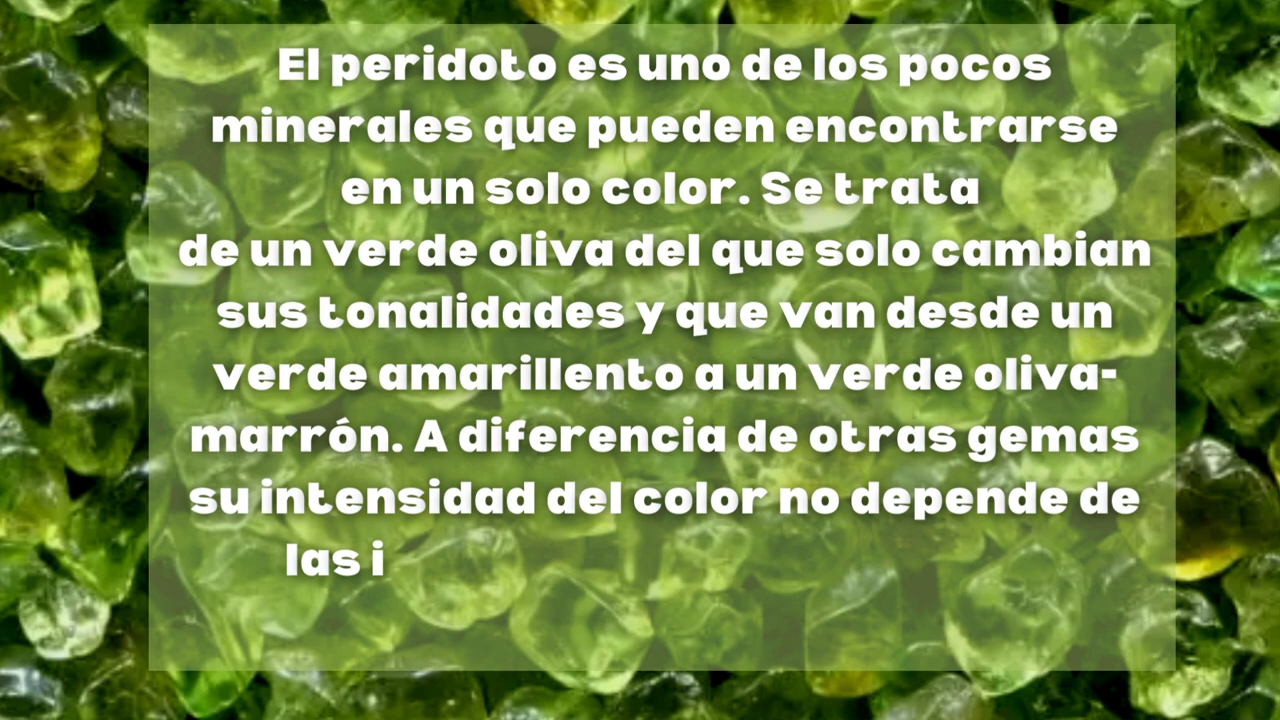 El peridoto es uno de los pocos
minerales que pueden encontrarse
en un solo color. Se trata
de un verde oliva del que solo cambian
sus tonalidades y que van desde un
verde amarillento a un verde oliva-
marrón. A diferencia de otras gemas
su intensidad del color no depende de
las i